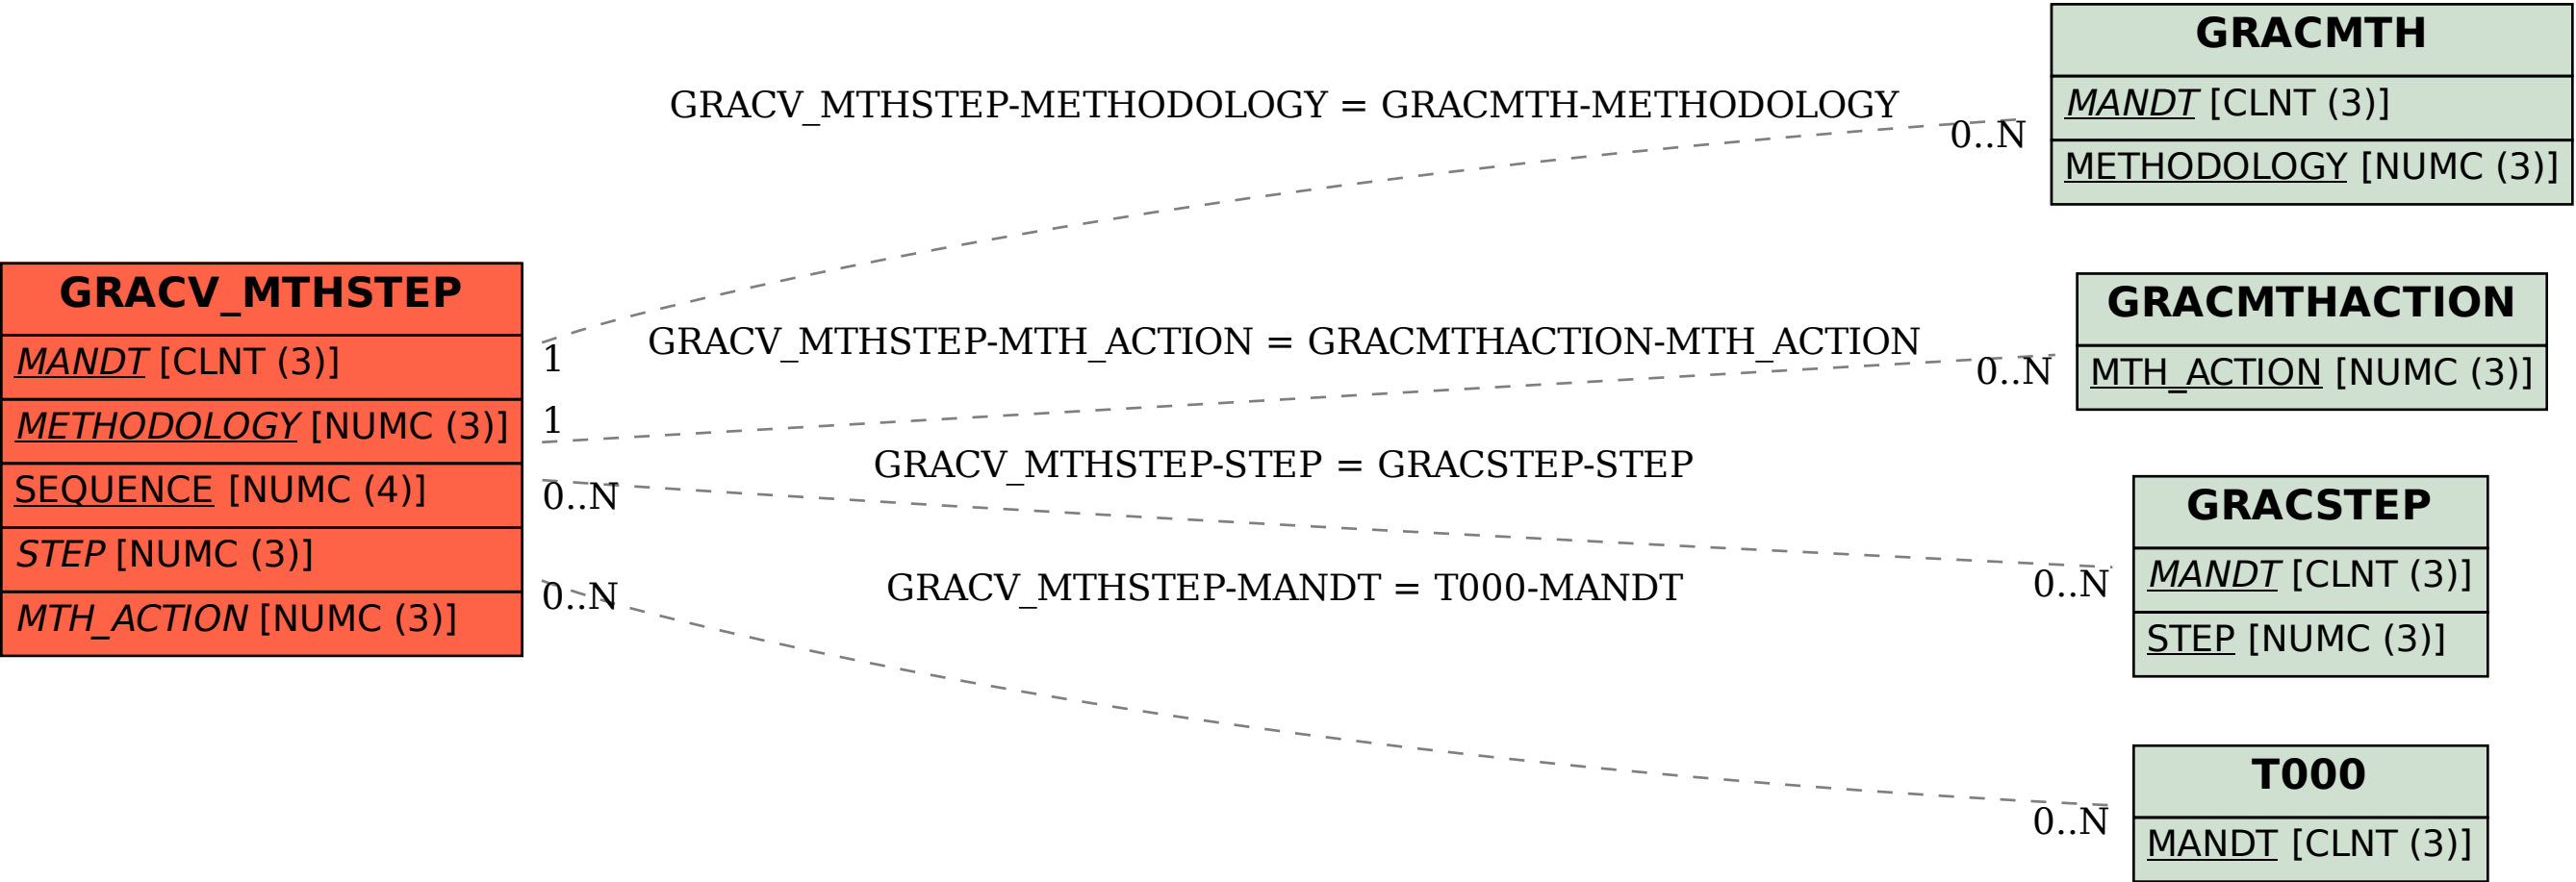 GRACV_MTHSTEP
MANDT [CLNT (3)]
METHODOLOGY [NUMC (3)]
SEQUENCE [NUMC (4)]
STEP [NUMC (3)]
MTH_ACTION [NUMC (3)]
GRACV_MTHSTEP-METHODOLOGY = GRACMTH-METHODOLOGY
1
0..N
GRACV_MTHSTEP-MTH_ACTION = GRACMTHACTION-MTH_ACTION
1
0..N
GRACV_MTHSTEP-STEP = GRACSTEP-STEP
0..N
0..N
GRACV_MTHSTEP-MANDT = T000-MANDT
0..N
0..N
GRACMTH
MANDT [CLNT (3)]
METHODOLOGY [NUMC (3)]
GRACMTHACTION
MTH_ACTION [NUMC (3)]
GRACSTEP
MANDT [CLNT (3)]
STEP [NUMC (3)]
T000
MANDT [CLNT (3)]